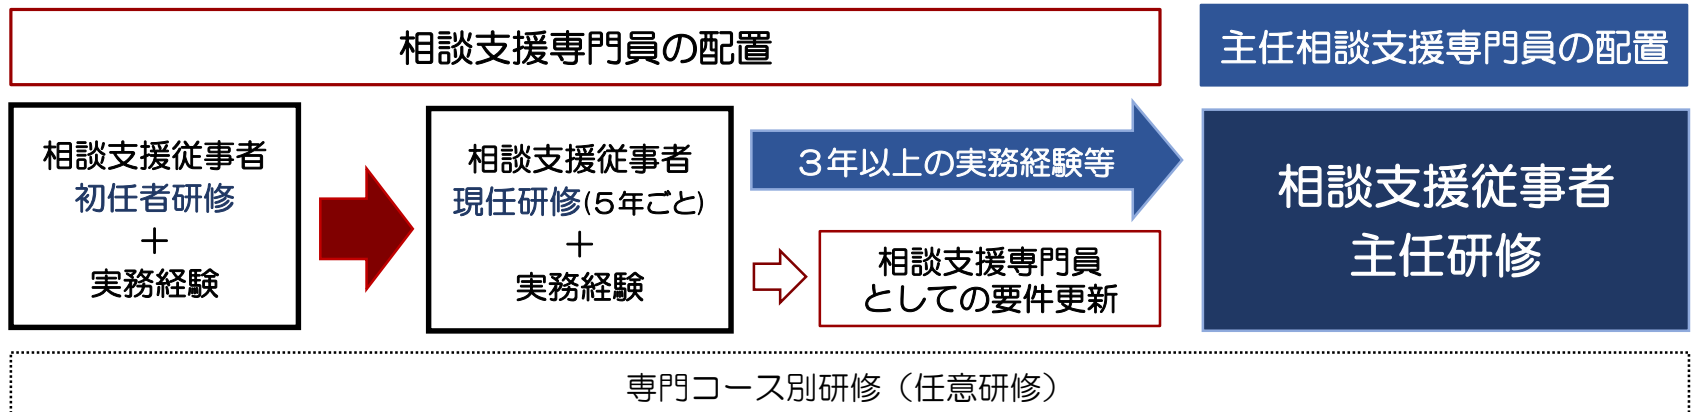 相談支援専門員の配置
主任相談支援専門員の配置
相談支援従事者
初任者研修
＋
実務経験
相談支援従事者
現任研修(５年ごと)
＋
実務経験
３年以上の実務経験等
相談支援専門員
としての要件更新
相談支援従事者
主任研修
専門コース別研修（任意研修）